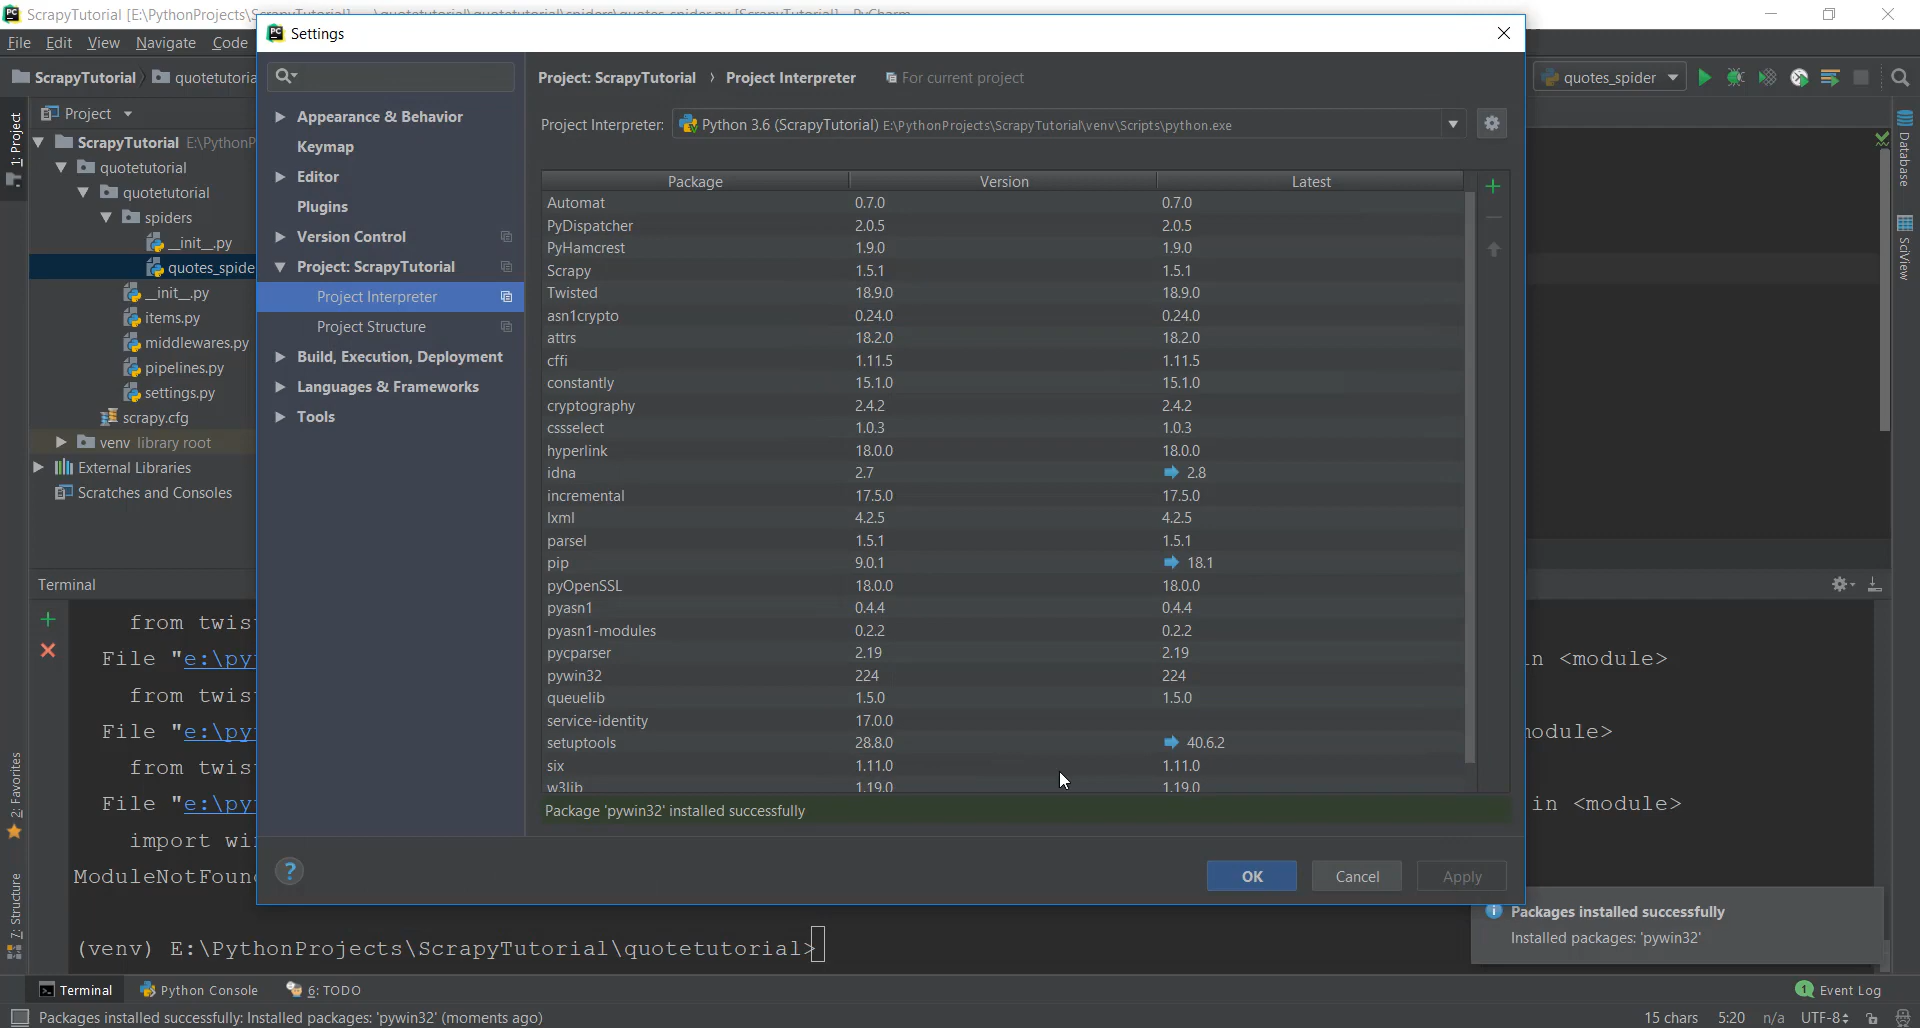 ScrapyTutorial [E:\PythonProjects\ScrapyTutorial] - ...\quotetutorial\quotetutorial\spiders\quotes_spider.py [ScrapyTutorial] - PyCharm
File Edit View Navigate Code
ScrapyTutorial quotetutoria
quotes_spider
1: Project
Project
ScrapyTutorial E:\PythonP
quotetutorial
quotetutorial
spiders
__init__.py
quotes_spide
__init__.py
items.py
middlewares.py
pipelines.py
settings.py
scrapy.cfg
venv library root
External Libraries
Scratches and Consoles
Settings
Appearance & Behavior
Keymap
Editor
Plugins
Version Control
Project: ScrapyTutorial
Project Interpreter
Project Structure
Build, Execution, Deployment
Languages & Frameworks
Tools
Project: ScrapyTutorial › Project Interpreter For current project
Project Interpreter: Python 3.6 (ScrapyTutorial) E:\PythonProjects\ScrapyTutorial\venv\Scripts\python.exe
Package Version Latest
Automat 0.7.0 0.7.0
PyDispatcher 2.0.5 2.0.5
PyHamcrest 1.9.0 1.9.0
Scrapy 1.5.1 1.5.1
Twisted 18.9.0 18.9.0
asn1crypto 0.24.0 0.24.0
attrs 18.2.0 18.2.0
cffi 1.11.5 1.11.5
constantly 15.1.0 15.1.0
cryptography 2.4.2 2.4.2
cssselect 1.0.3 1.0.3
hyperlink 18.0.0 18.0.0
idna 2.7 2.8
incremental 17.5.0 17.5.0
lxml 4.2.5 4.2.5
parsel 1.5.1 1.5.1
pip 9.0.1 18.1
pyOpenSSL 18.0.0 18.0.0
pyasn1 0.4.4 0.4.4
pyasn1-modules 0.2.2 0.2.2
pycparser 2.19 2.19
pywin32 224 224
queuelib 1.5.0 1.5.0
service-identity 17.0.0
setuptools 28.8.0 40.6.2
six 1.11.0 1.11.0
w3lib 1.19.0 1.19.0
Package 'pywin32' installed successfully
? OK Cancel Apply
Database
SciView
Terminal
from twis
File "e:\py in <module>
from twis
File "e:\py module>
from twis
File "e:\py in <module>
import wi
ModuleNotFoun
(venv) E:\PythonProjects\ScrapyTutorial\quotetutorial>
Packages installed successfully
Installed packages: 'pywin32'
2: Favorites
7: Structure
Terminal Python Console 6: TODO 1 Event Log
Packages installed successfully: Installed packages: 'pywin32' (moments ago) 15 chars 5:20 n/a UTF-8